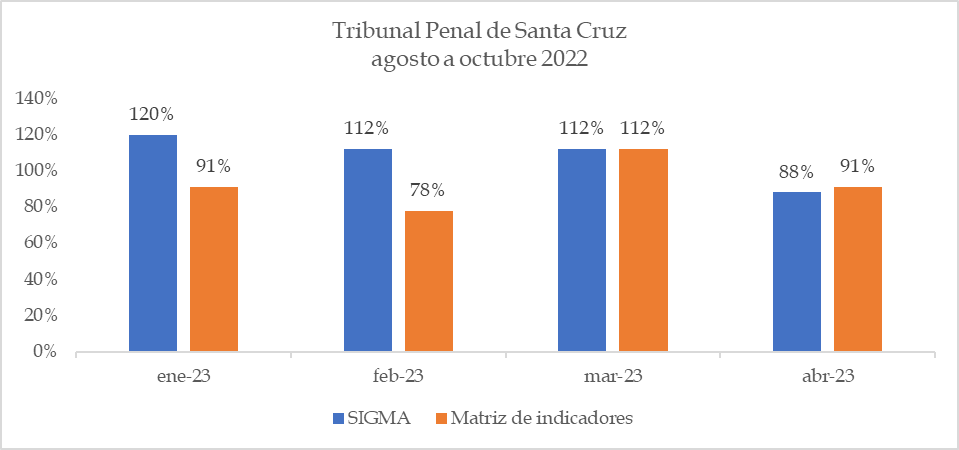 Tribunal Penal de Santa Cruz
agosto a octubre 2022
140%
120%
100%
80%
60%
40%
20%
0%
120%
91%
112%
78%
112%
112%
88%
91%
ene-23
feb-23
mar-23
abr-23
SIGMA
Matriz de indicadores